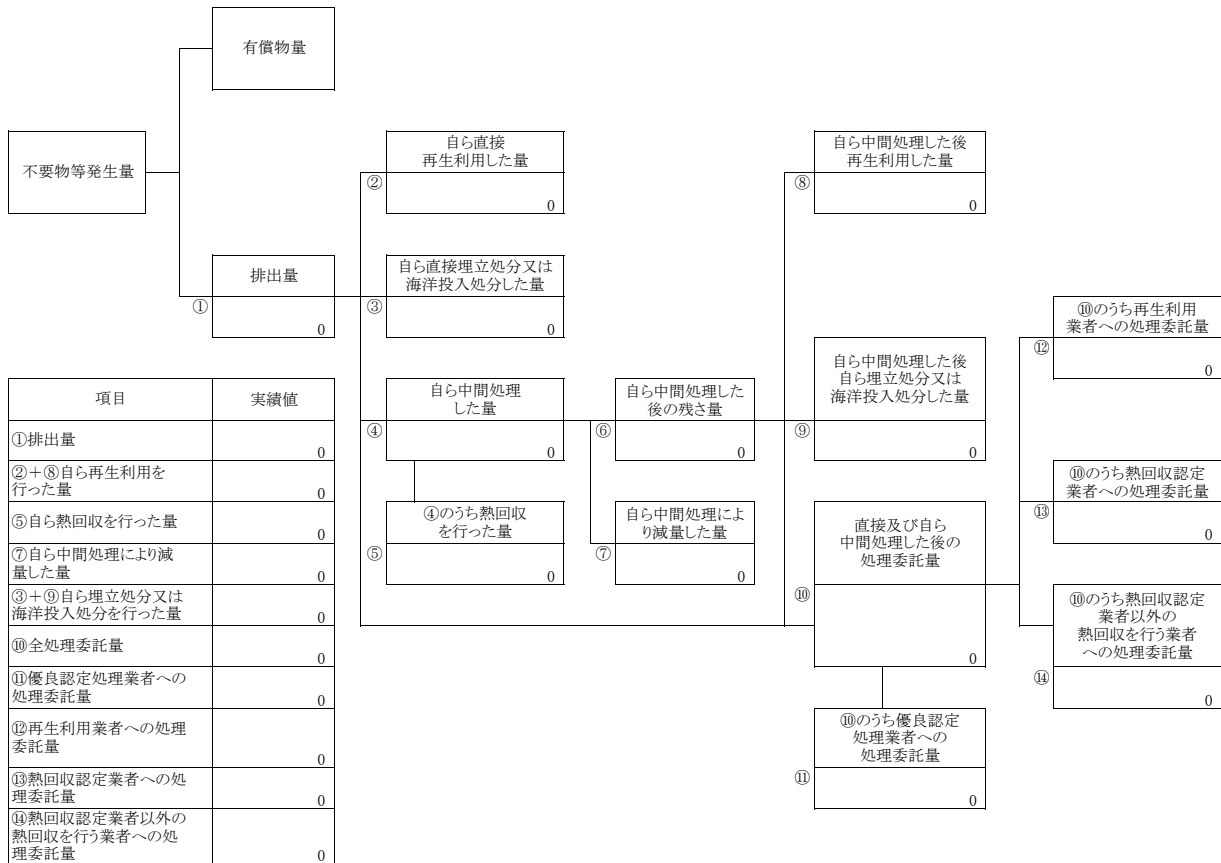 有償物量
不要物等発生量
自ら直接
再生利用した量
②
0
自ら中間処理した後
再生利用した量
⑧
0
排出量
①
0
自ら直接埋立処分又は
海洋投入処分した量
③
0
⑩のうち再生利用
業者への処理委託量
⑫
0
自ら中間処理
した量
④
0
自ら中間処理した
後の残さ量
⑥
0
自ら中間処理した後
自ら埋立処分又は
海洋投入処分した量
⑨
0
⑩のうち熱回収認定
業者への処理委託量
⑬
0
④のうち熱回収
を行った量
⑤
0
自ら中間処理によ
り減量した量
⑦
0
直接及び自ら
中間処理した後の
処理委託量
⑩
0
⑩のうち熱回収認定
業者以外の
熱回収を行う業者
への処理委託量
⑭
0
⑩のうち優良認定
処理業者への
処理委託量
⑪
0
項目 実績値
①排出量 0
②+⑧自ら再生利用を
行った量 0
⑤自ら熱回収を行った量 0
⑦自ら中間処理により減
量した量 0
③+⑨自ら埋立処分又は
海洋投入処分を行った量 0
⑩全処理委託量 0
⑪優良認定処理業者への
処理委託量 0
⑫再生利用業者への処理
委託量 0
⑬熱回収認定業者への処
理委託量 0
⑭熱回収認定業者以外の
熱回収を行う業者への処
理委託量 0